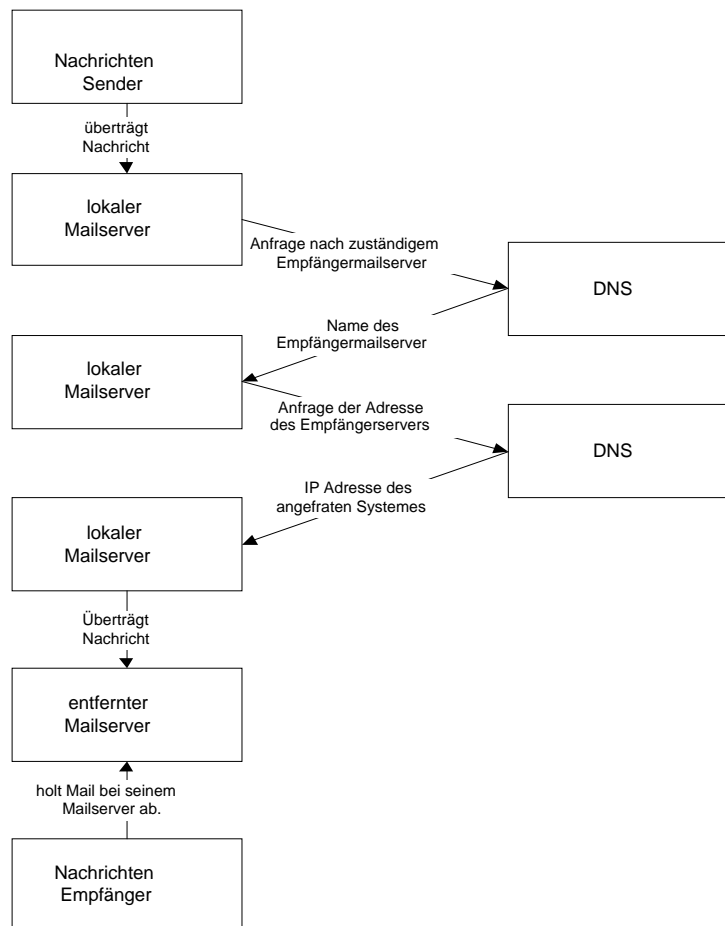 Nachrichten
Sender
überträgt
Nachricht
lokaler
Mailserver
Anfrage nach zuständigem
Empfängermailserver
DNS
Name des
Empfängermailserver
lokaler
Mailserver
Anfrage der Adresse
des Empfängerservers
DNS
IP Adresse des
angefraten Systemes
lokaler
Mailserver
Überträgt
Nachricht
entfernter
Mailserver
holt Mail bei seinem
Mailserver ab.
Nachrichten
Empfänger